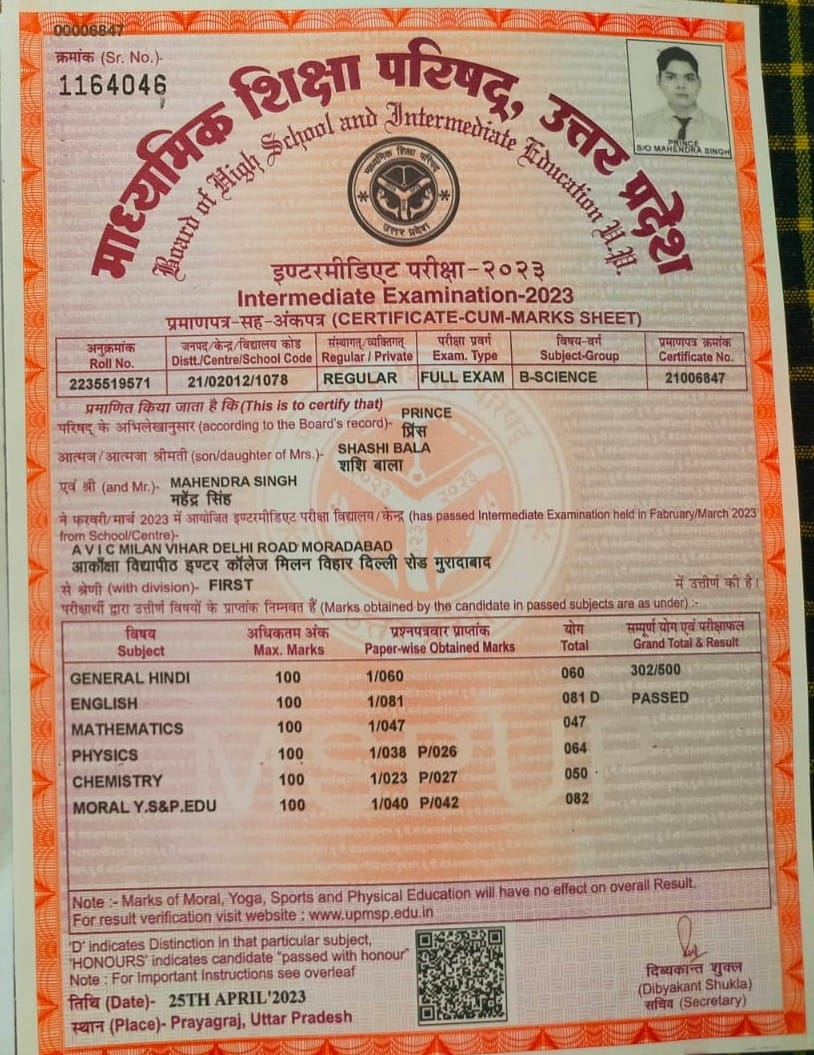 00006847
क्रमांक (Sr. No.)-
1164046
माध्यमिक शिक्षा परिषद्, उत्तर प्रदेश
Board of High School and Intermediate Education U.P.
माध्यमिक शिक्षा परिषद
उत्तर प्रदेश
PRINCE
S/O MAHENDRA SINGH
इण्टरमीडिएट परीक्षा-२०२३
Intermediate Examination-2023
प्रमाणपत्र-सह-अंकपत्र (CERTIFICATE-CUM-MARKS SHEET)
अनुक्रमांक जनपद/केन्द्र/विद्यालय कोड संस्थागत्/व्यक्तिगत् परीक्षा प्रवर्ग विषय-वर्ग प्रमाणपत्र क्रमांक
Roll No. Distt./Centre/School Code Regular / Private Exam. Type Subject-Group Certificate No.
2235519571 21/02012/1078 REGULAR FULL EXAM B-SCIENCE 21006847
प्रमाणित किया जाता है कि (This is to certify that)
परिषद् के अभिलेखानुसार (according to the Board's record)- PRINCE
प्रिंस
आत्मज/आत्मजा श्रीमती (son/daughter of Mrs.)- SHASHI BALA
शशि बाला
एवं श्री (and Mr.)- MAHENDRA SINGH
महेंद्र सिंह
ने फरवरी/मार्च 2023 में आयोजित इण्टरमीडिएट परीक्षा विद्यालय/केन्द्र (has passed Intermediate Examination held in Fabruary/March 2023
from School/Centre)-
A V I C MILAN VIHAR DELHI ROAD MORADABAD
आकाँक्षा विद्यापीठ इण्टर कॉलेज मिलन विहार दिल्ली रोड मुरादाबाद
से श्रेणी (with division)- FIRST में उत्तीर्ण की है।
परीक्षार्थी द्वारा उत्तीर्ण विषयों के प्राप्तांक निम्नवत हैं (Marks obtained by the candidate in passed subjects are as under) :-
विषय अधिकतम अंक प्रश्नपत्रवार प्राप्तांक योग सम्पूर्ण योग एवं परीक्षाफल
Subject Max. Marks Paper-wise Obtained Marks Total Grand Total & Result
GENERAL HINDI 100 1/060 060 302/500
ENGLISH 100 1/081 081 D PASSED
MATHEMATICS 100 1/047 047
PHYSICS 100 1/038 P/026 064
CHEMISTRY 100 1/023 P/027 050
MORAL Y.S&P.EDU 100 1/040 P/042 082
Note :- Marks of Moral, Yoga, Sports and Physical Education will have no effect on overall Result.
For result verification visit website : www.upmsp.edu.in
'D' indicates Distinction in that particular subject,
'HONOURS' indicates candidate "passed with honour"
Note : For Important Instructions see overleaf
तिथि (Date)- 25TH APRIL'2023
स्थान (Place)- Prayagraj, Uttar Pradesh
दिब्यकान्त शुक्ल
(Dibyakant Shukla)
सचिव (Secretary)